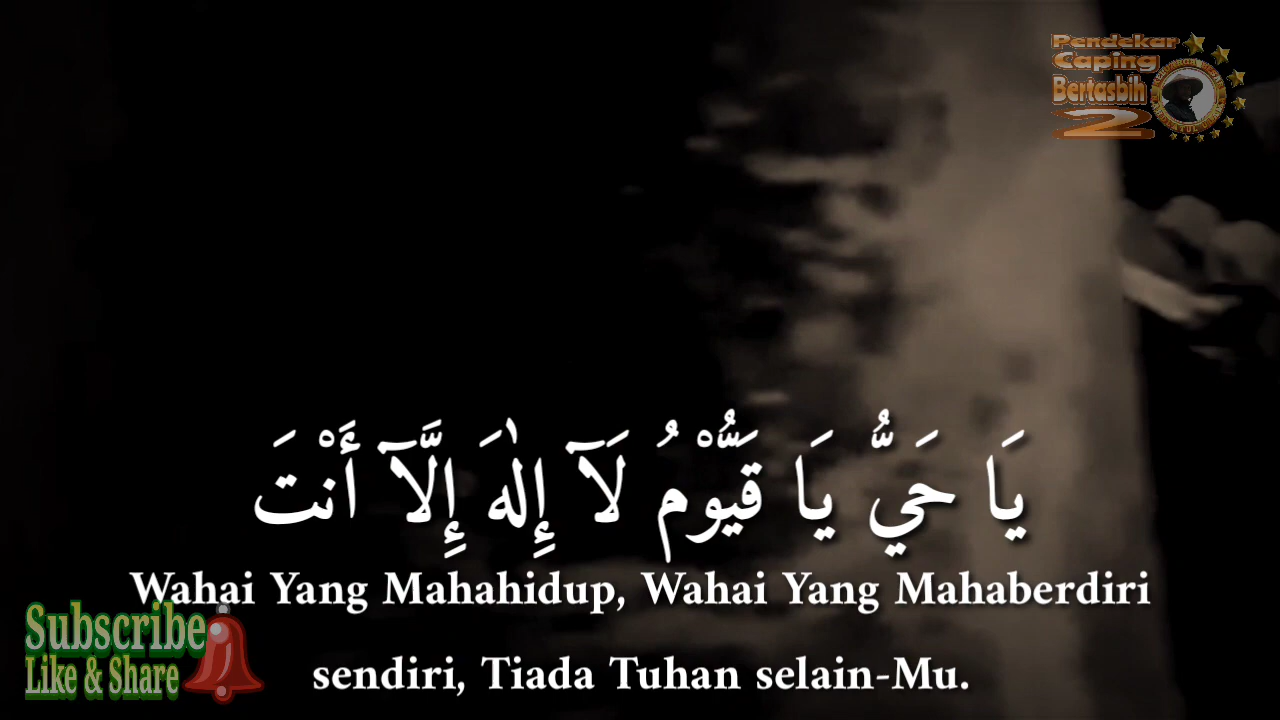 Pendekar
Caping
Bertasbih
2
يَا حَيُّ يَا قَيُّوْمُ لَآ إِلٰهَ إِلَّآ أَنْتَ
Wahai Yang Mahahidup, Wahai Yang Mahaberdiri
sendiri, Tiada Tuhan selain-Mu.
Subscribe
Like & Share